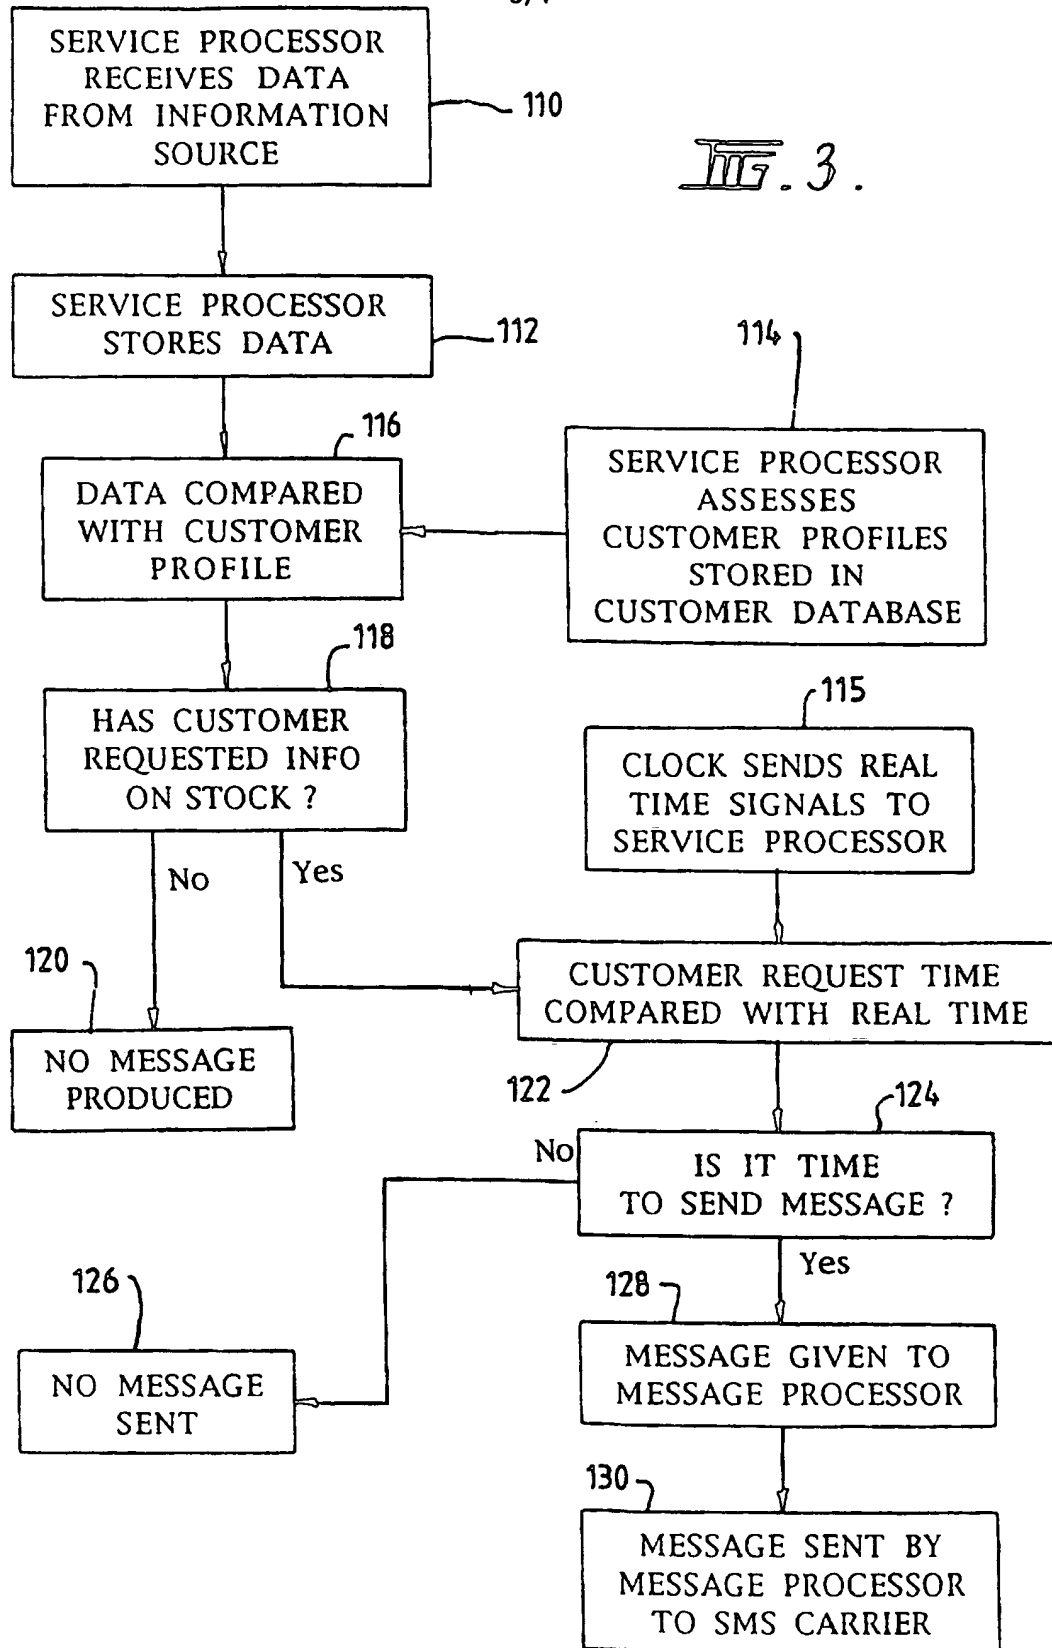 SERVICE PROCESSOR
RECEIVES DATA
FROM INFORMATION
SOURCE
110
FIG. 3.
SERVICE PROCESSOR
STORES DATA
112
114
116
DATA COMPARED
WITH CUSTOMER
PROFILE
SERVICE PROCESSOR
ASSESSES
CUSTOMER PROFILES
STORED IN
CUSTOMER DATABASE
118
HAS CUSTOMER
REQUESTED INFO
ON STOCK ?
115
CLOCK SENDS REAL
TIME SIGNALS TO
SERVICE PROCESSOR
No
Yes
120
NO MESSAGE
PRODUCED
CUSTOMER REQUEST TIME
COMPARED WITH REAL TIME
122
124
No
IS IT TIME
TO SEND MESSAGE ?
Yes
126
NO MESSAGE
SENT
128
MESSAGE GIVEN TO
MESSAGE PROCESSOR
130
MESSAGE SENT BY
MESSAGE PROCESSOR
TO SMS CARRIER